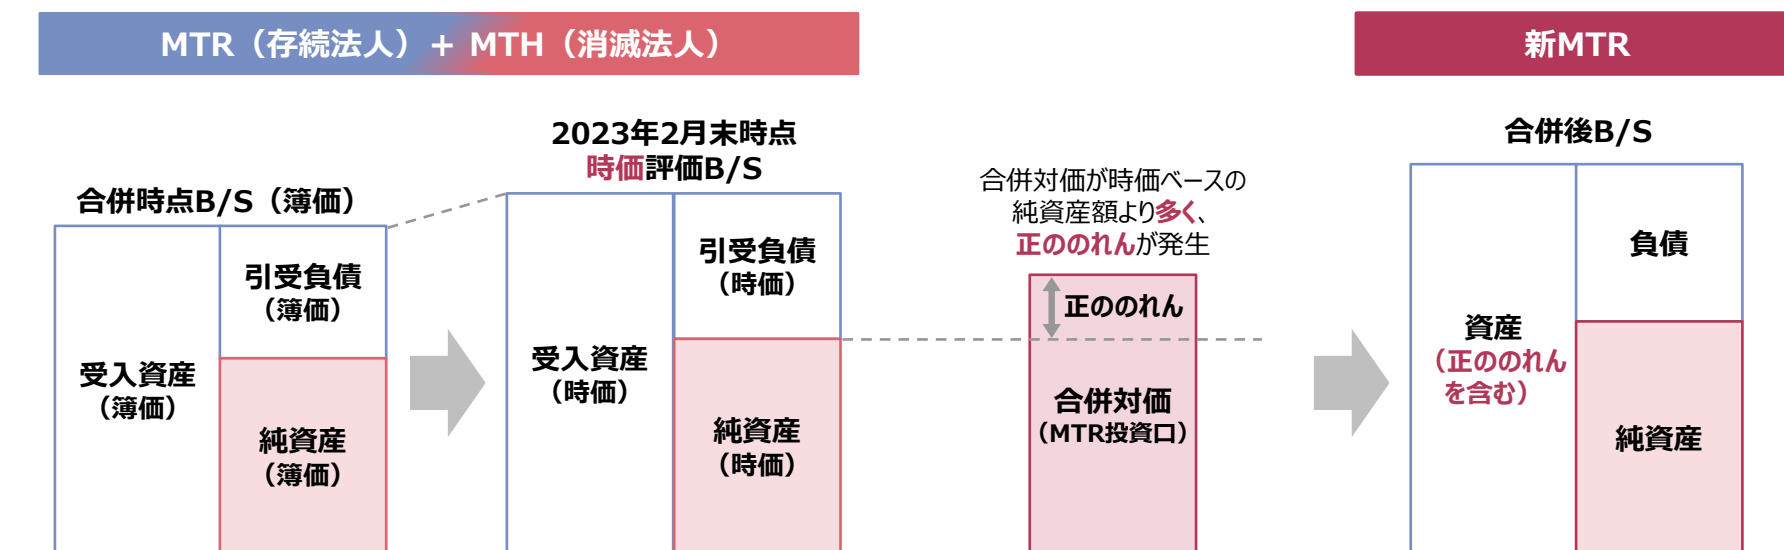 MTR（存続法人）+ MTH（消滅法人）
新MTR
合併時点B/S（簿価）
受入資産
（簿価）
引受負債
（簿価）
純資産
（簿価）
2023年2月末時点
時価評価B/S
受入資産
（時価）
引受負債
（時価）
純資産
（時価）
合併対価が時価ベースの
純資産額より多く、
正ののれんが発生
正ののれん
合併対価
（MTR投資口）
合併後B/S
資産
（正ののれん
を含む）
負債
純資産